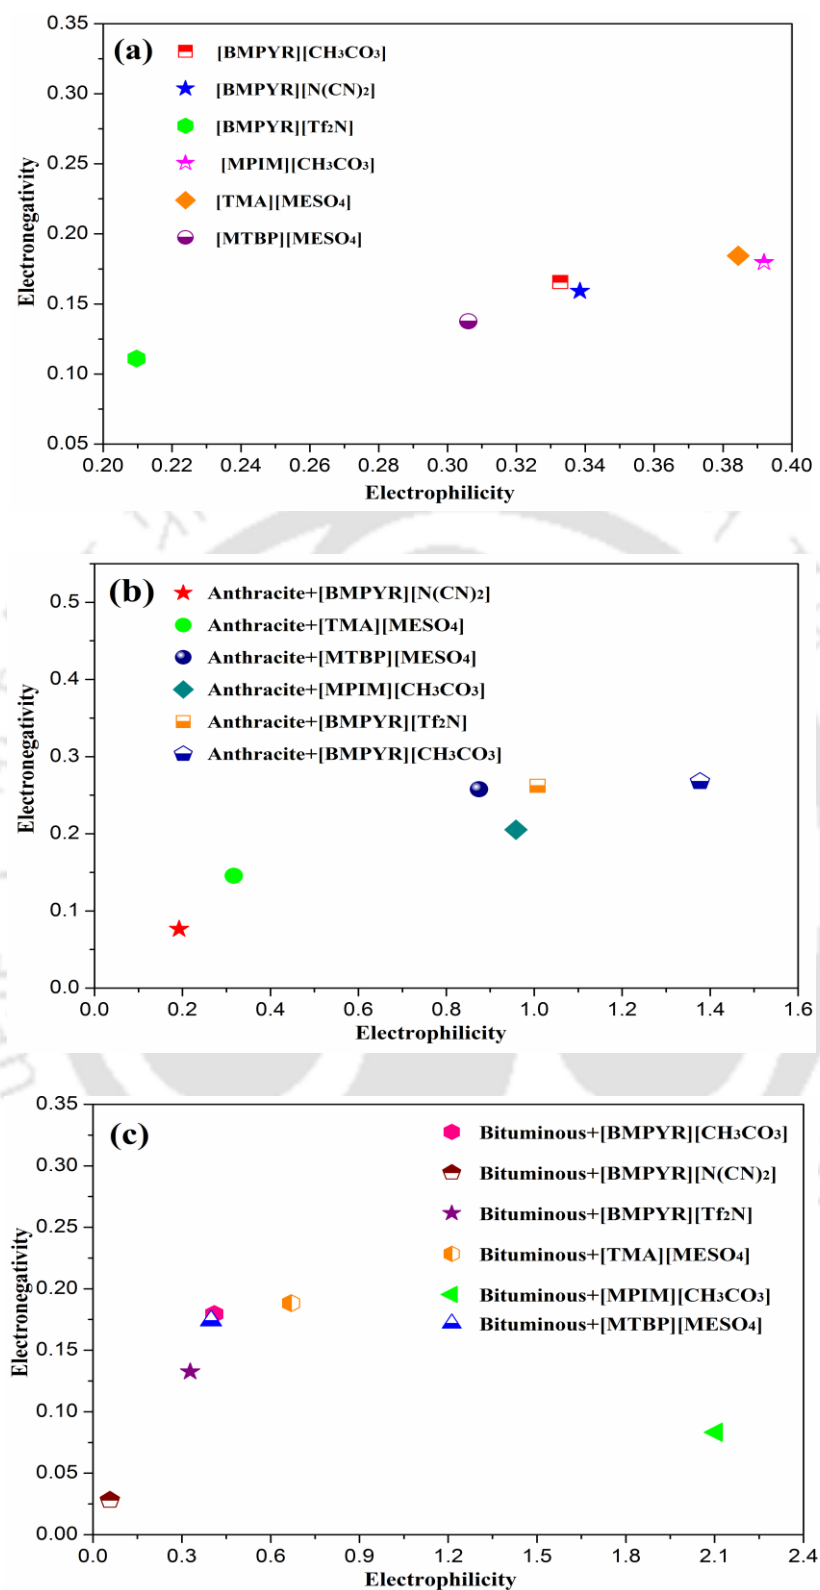 (a)
[BMPYR][CH₃CO₃]
[BMPYR][N(CN)₂]
[BMPYR][Tf₂N]
[MPIM][CH₃CO₃]
[TMA][MESO₄]
[MTBP][MESO₄]
Electronegativity
0.35
0.30
0.25
0.20
0.15
0.10
0.05
0.20 0.22 0.24 0.26 0.28 0.30 0.32 0.34 0.36 0.38 0.40
Electrophilicity
(b)
Anthracite+[BMPYR][N(CN)₂]
Anthracite+[TMA][MESO₄]
Anthracite+[MTBP][MESO₄]
Anthracite+[MPIM][CH₃CO₃]
Anthracite+[BMPYR][Tf₂N]
Anthracite+[BMPYR][CH₃CO₃]
Electronegativity
0.5
0.4
0.3
0.2
0.1
0.0
0.0 0.2 0.4 0.6 0.8 1.0 1.2 1.4 1.6
Electrophilicity
(c)
Bituminous+[BMPYR][CH₃CO₃]
Bituminous+[BMPYR][N(CN)₂]
Bituminous+[BMPYR][Tf₂N]
Bituminous+[TMA][MESO₄]
Bituminous+[MPIM][CH₃CO₃]
Bituminous+[MTBP][MESO₄]
Electronegativity
0.35
0.30
0.25
0.20
0.15
0.10
0.05
0.00
0.0 0.3 0.6 0.9 1.2 1.5 1.8 2.1 2.4
Electrophilicity